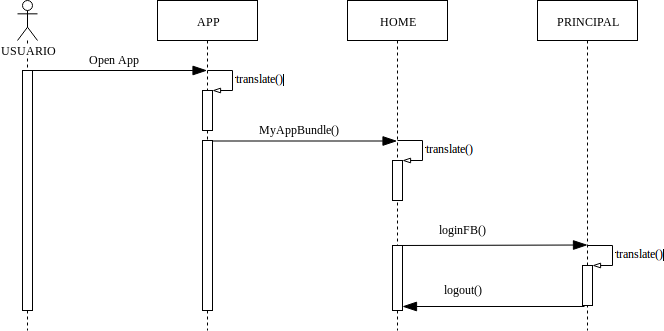 APP
HOME
PRINCIPAL
USUARIO
Open App
translate()
MyAppBundle()
translate()
loginFB()
translate()
logout()